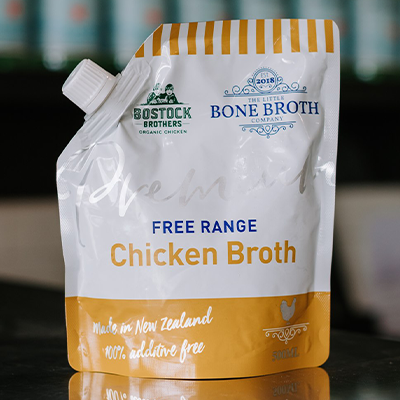 BOSTOCK
BROTHERS
ORGANIC CHICKEN
EST
2018
THE LITTLE
BONE BROTH
COMPANY
FREE RANGE
Chicken Broth
made in New Zealand
100% additive free